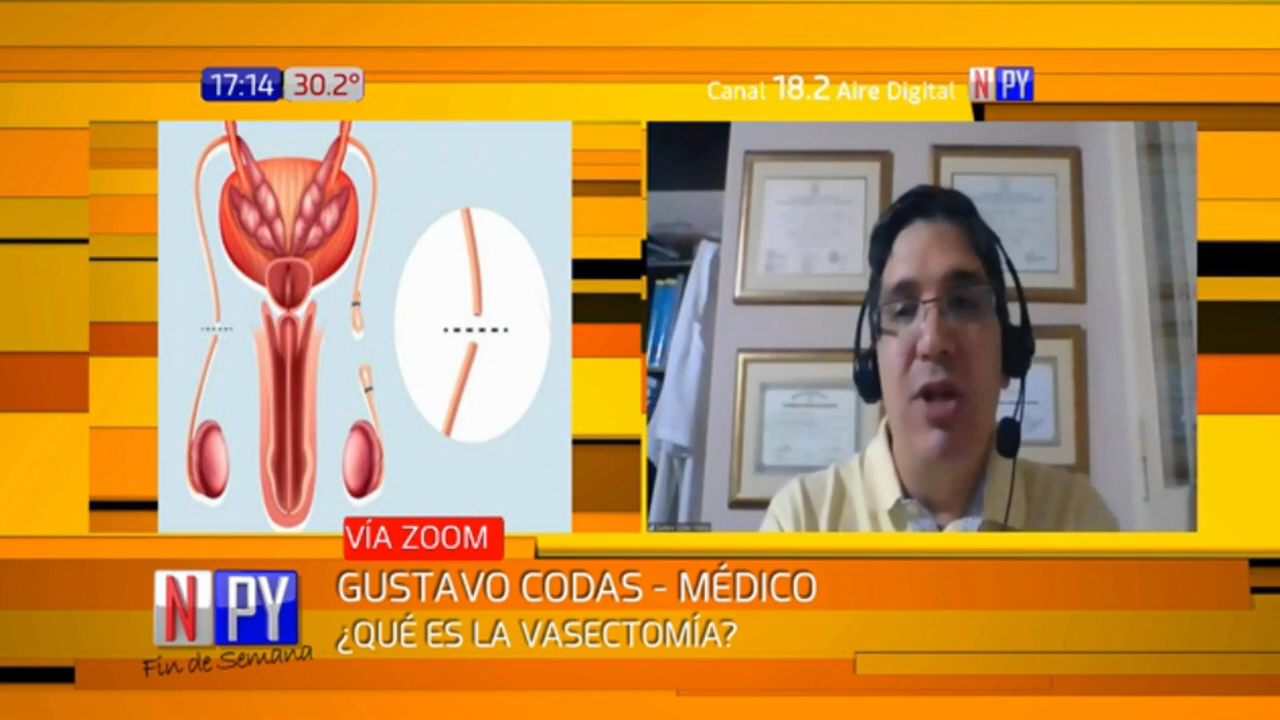 17:14 30.2°
Canal 18.2 Aire Digital NPY
VÍA ZOOM
NPY
Fin de Semana
GUSTAVO CODAS - MÉDICO
¿QUÉ ES LA VASECTOMÍA?